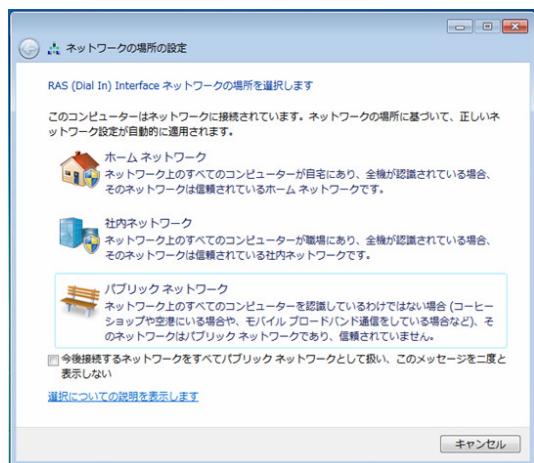 ネットワークの場所の設定
RAS (Dial In) Interface ネットワークの場所を選択します
このコンピューターはネットワークに接続されています。ネットワークの場所に基づいて、正しいネ
ットワーク設定が自動的に適用されます。
ホーム ネットワーク
ネットワーク上のすべてのコンピューターが自宅にあり、全機が認識されている場合、
そのネットワークは信頼されているホーム ネットワークです。
社内ネットワーク
ネットワーク上のすべてのコンピューターが職場にあり、全機が認識されている場合、
そのネットワークは信頼されている社内ネットワークです。
パブリック ネットワーク
ネットワーク上のすべてのコンピューターを認識しているわけではない場合 (コーヒー
ショップや空港にいる場合や、モバイル ブロードバンド通信をしている場合など)、そ
のネットワークはパブリック ネットワークであり、信頼されていません。
今後接続するネットワークをすべてパブリック ネットワークとして扱い、このメッセージを二度と
表示しない
選択についての説明を表示します
キャンセル